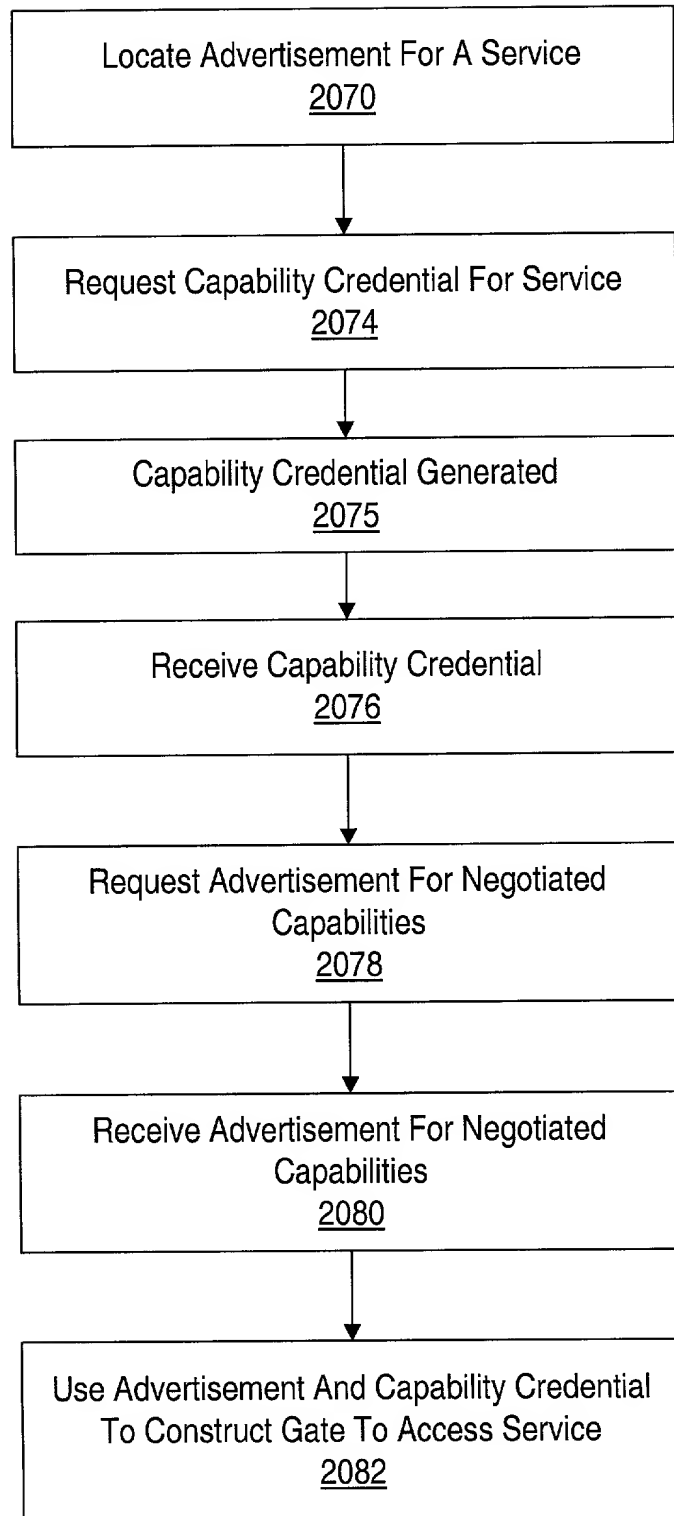 Locate Advertisement For A Service
2070
Request Capability Credential For Service
2074
Capability Credential Generated
2075
Receive Capability Credential
2076
Request Advertisement For Negotiated
Capabilities
2078
Receive Advertisement For Negotiated
Capabilities
2080
Use Advertisement And Capability Credential
To Construct Gate To Access Service
2082